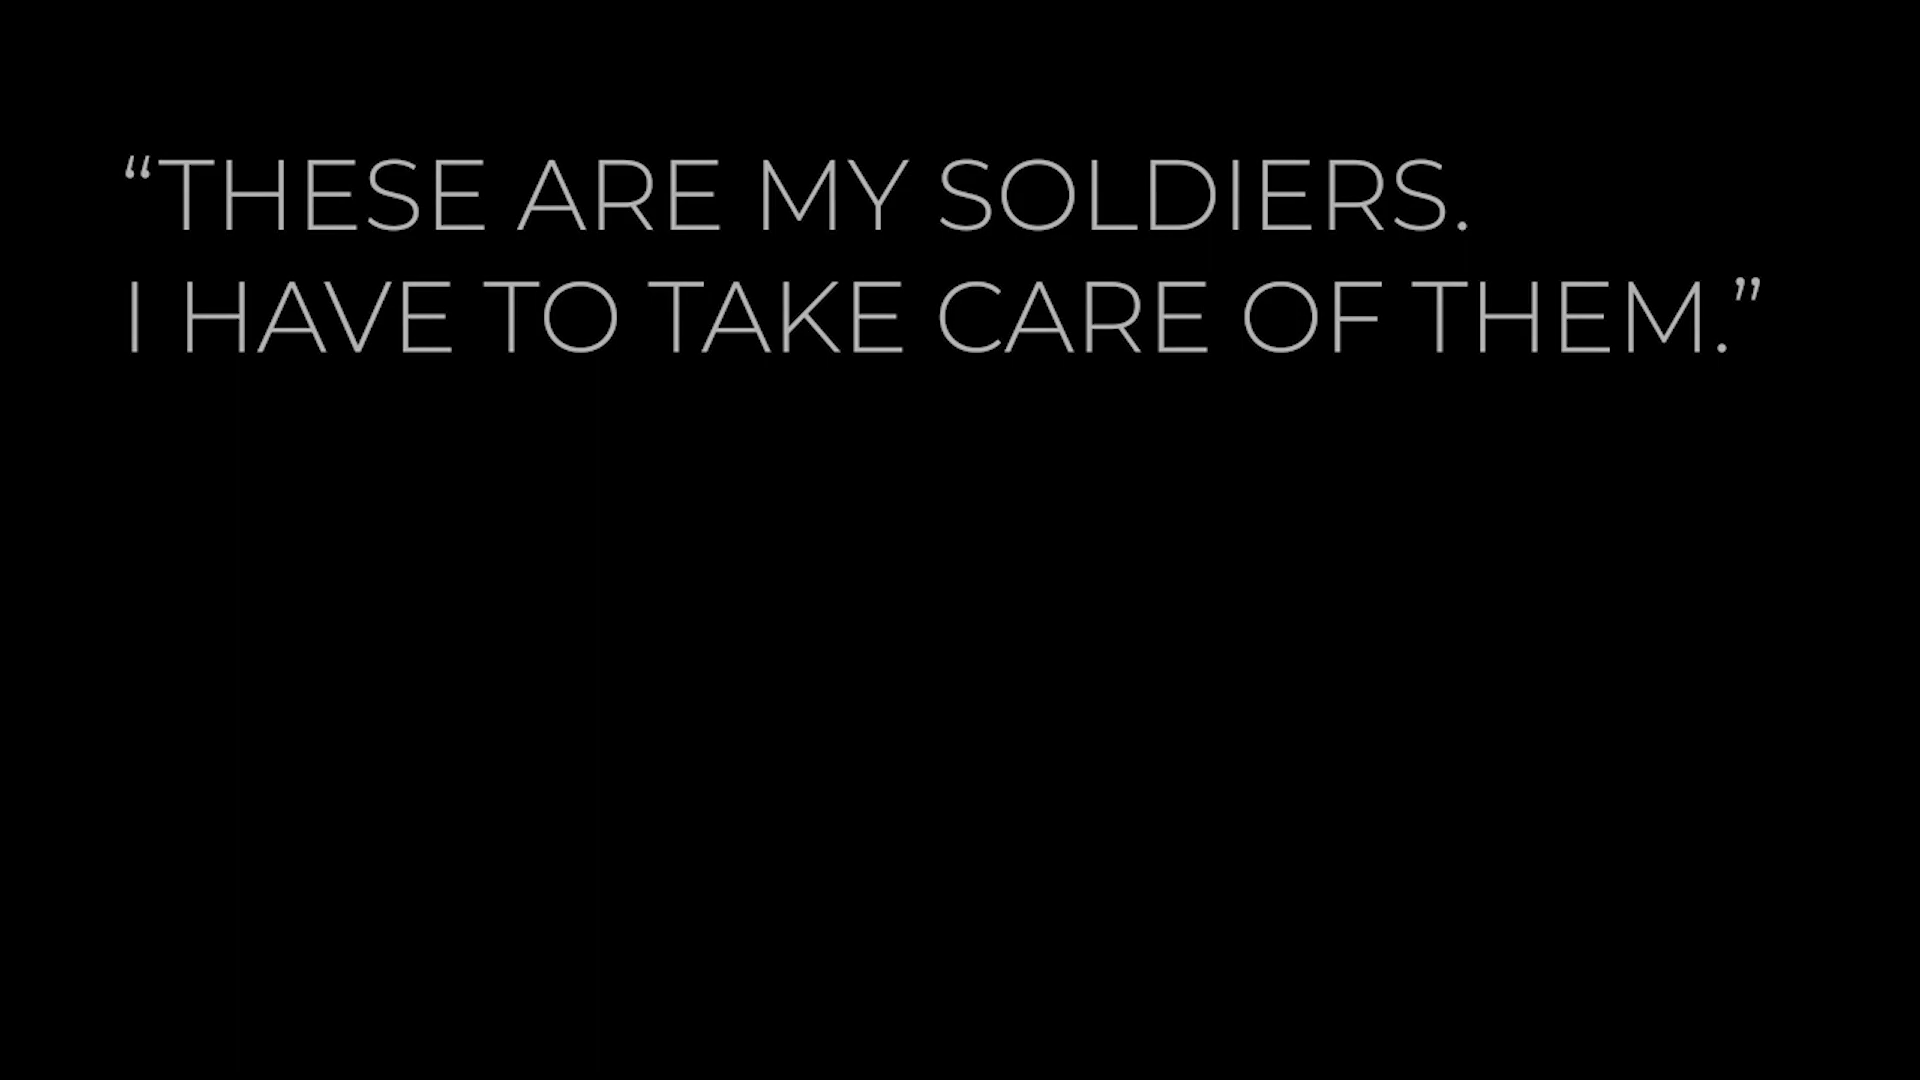 “THESE ARE MY SOLDIERS.
I HAVE TO TAKE CARE OF THEM.”